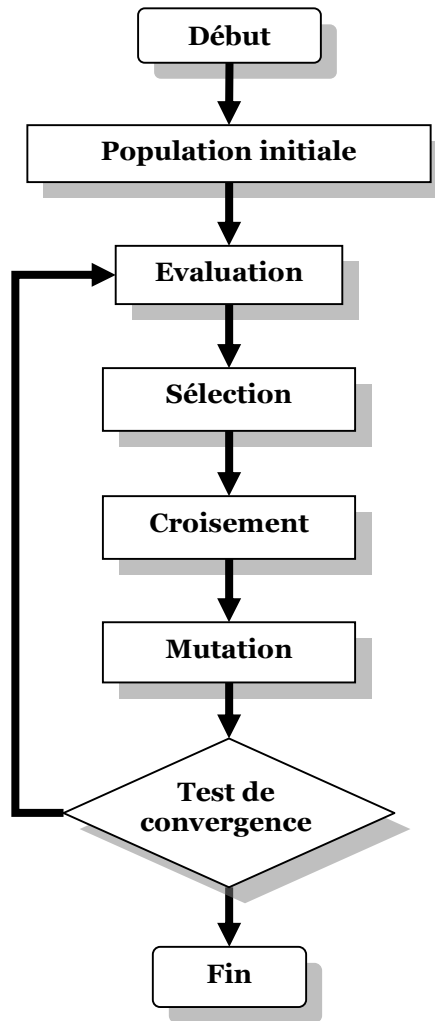 Début
Population initiale
Evaluation
Sélection
Croisement
Mutation
Test de
convergence
Fin